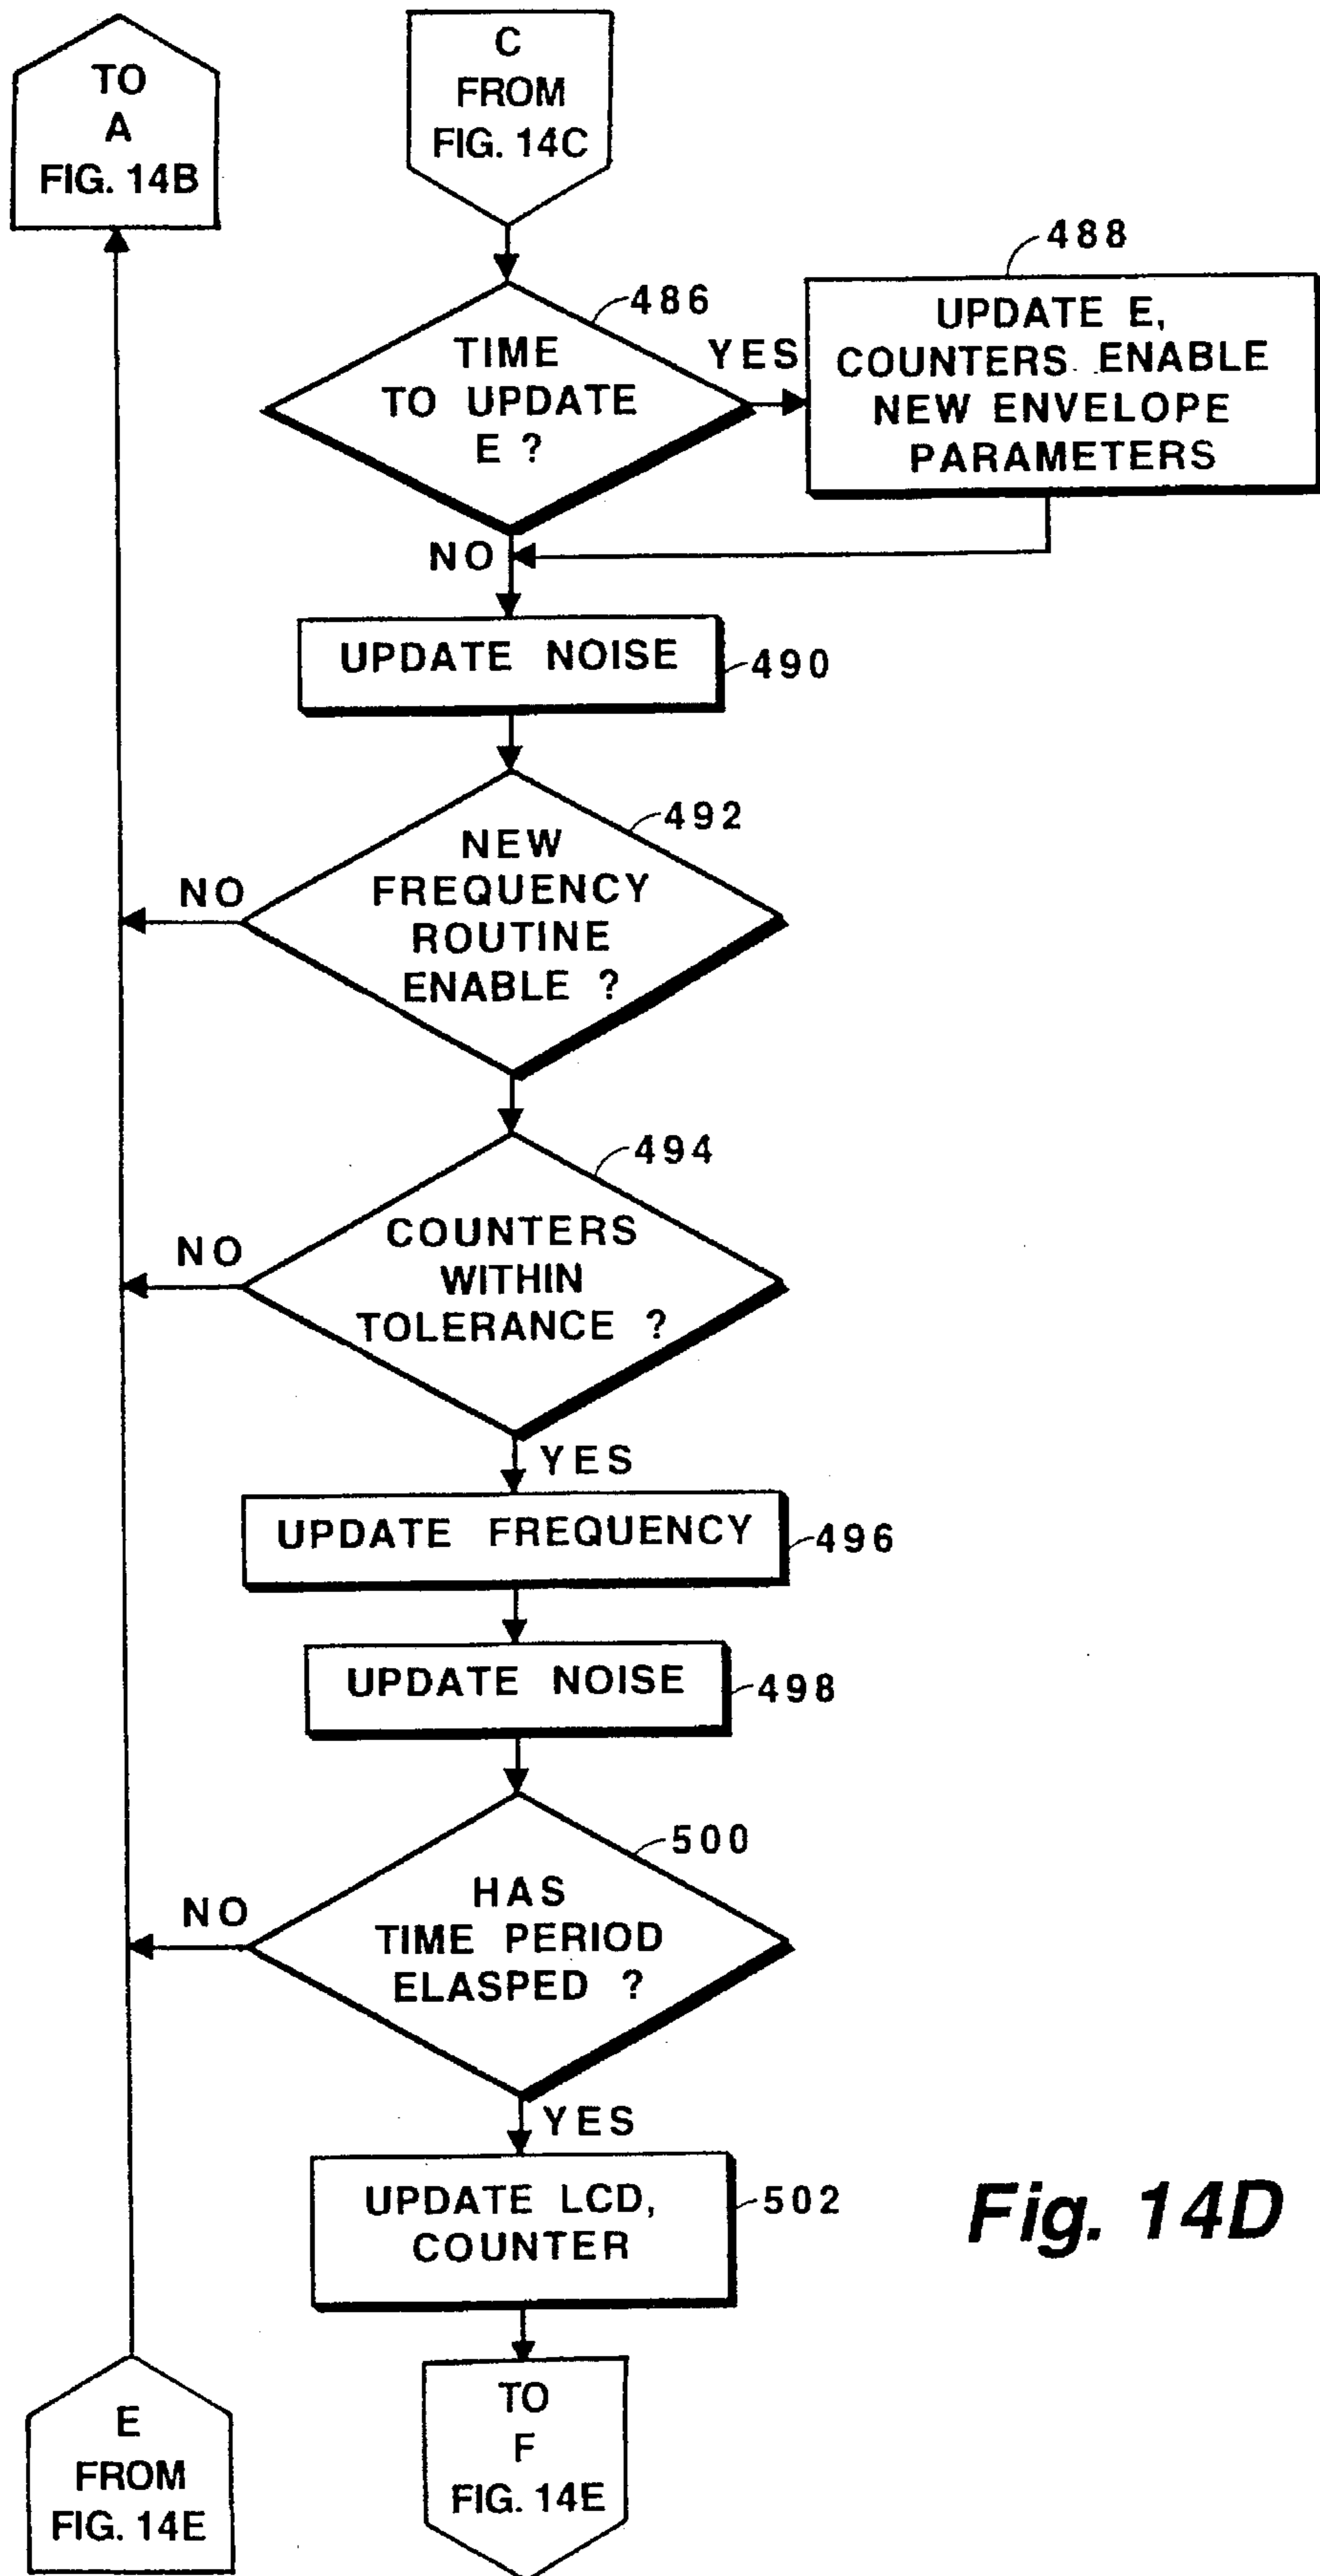 TO
A
FIG. 14B
C
FROM
FIG. 14C
486
TIME
TO UPDATE
E ?
YES
488
UPDATE E,
COUNTERS ENABLE
NEW ENVELOPE
PARAMETERS
NO
UPDATE NOISE
490
492
NEW
FREQUENCY
ROUTINE
ENABLE ?
NO
494
COUNTERS
WITHIN
TOLERANCE ?
NO
YES
UPDATE FREQUENCY
496
UPDATE NOISE
498
500
HAS
TIME PERIOD
ELASPED ?
NO
YES
UPDATE LCD,
COUNTER
502
Fig. 14D
E
FROM
FIG. 14E
TO
F
FIG. 14E